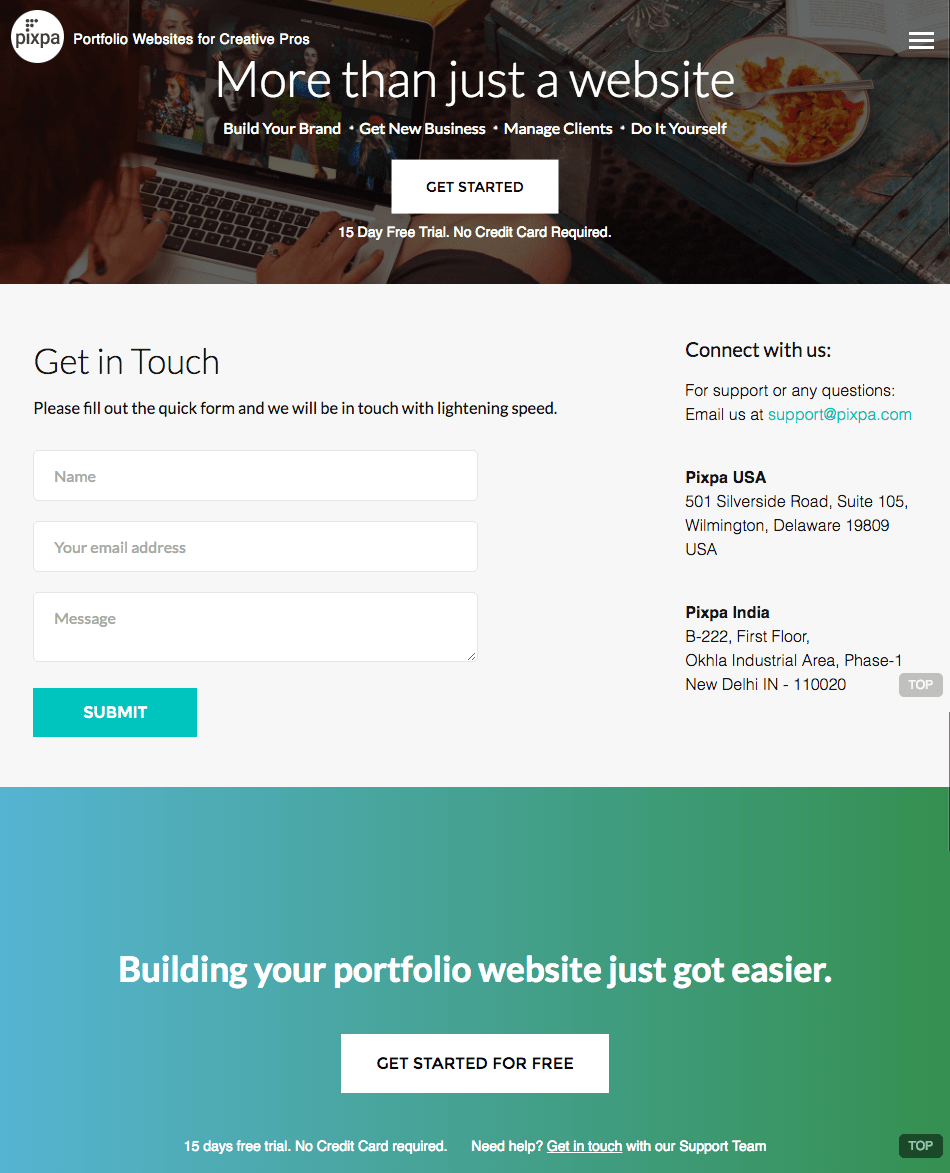 pixpa
Portfolio Websites for Creative Pros
More than just a website
Build Your Brand • Get New Business • Manage Clients • Do It Yourself
GET STARTED
15 Day Free Trial. No Credit Card Required.
Get in Touch
Please fill out the quick form and we will be in touch with lightening speed.
Name
Your email address
Message
SUBMIT
Connect with us:
For support or any questions:
Email us at support@pixpa.com
Pixpa USA
501 Silverside Road, Suite 105,
Wilmington, Delaware 19809
USA
Pixpa India
B-222, First Floor,
Okhla Industrial Area, Phase-1
New Delhi IN - 110020
TOP
Building your portfolio website just got easier.
GET STARTED FOR FREE
15 days free trial. No Credit Card required. Need help? Get in touch with our Support Team
TOP